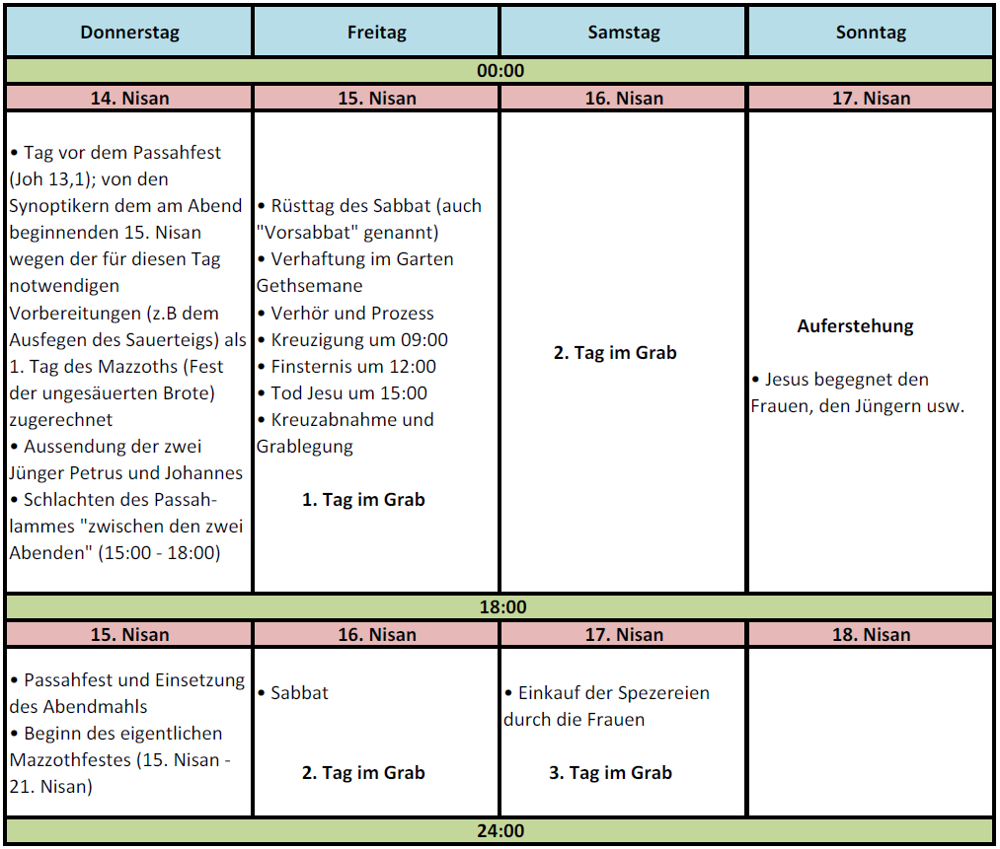 Donnerstag
Freitag
Samstag
Sonntag
00:00
14. Nisan
15. Nisan
16. Nisan
17. Nisan
• Tag vor dem Passahfest
(Joh 13,1); von den
Synoptikern dem am Abend
beginnenden 15. Nisan
wegen der für diesen Tag
notwendigen
Vorbereitungen (z.B dem
Ausfegen des Sauerteigs) als
1. Tag des Mazzoths (Fest
der ungesäuerten Brote)
zugerechnet
• Aussendung der zwei
Jünger Petrus und Johannes
• Schlachten des Passah-
lammes "zwischen den zwei
Abenden" (15:00 - 18:00)
• Rüsttag des Sabbat (auch
"Vorsabbat" genannt)
• Verhaftung im Garten
Gethsemane
• Verhör und Prozess
• Kreuzigung um 09:00
• Finsternis um 12:00
• Tod Jesu um 15:00
• Kreuzabnahme und
Grablegung
1. Tag im Grab
2. Tag im Grab
Auferstehung
• Jesus begegnet den
Frauen, den Jüngern usw.
18:00
15. Nisan
16. Nisan
17. Nisan
18. Nisan
• Passahfest und Einsetzung
des Abendmahls
• Beginn des eigentlichen
Mazzothfestes (15. Nisan -
21. Nisan)
• Sabbat
2. Tag im Grab
• Einkauf der Spezereien
durch die Frauen
3. Tag im Grab
24:00